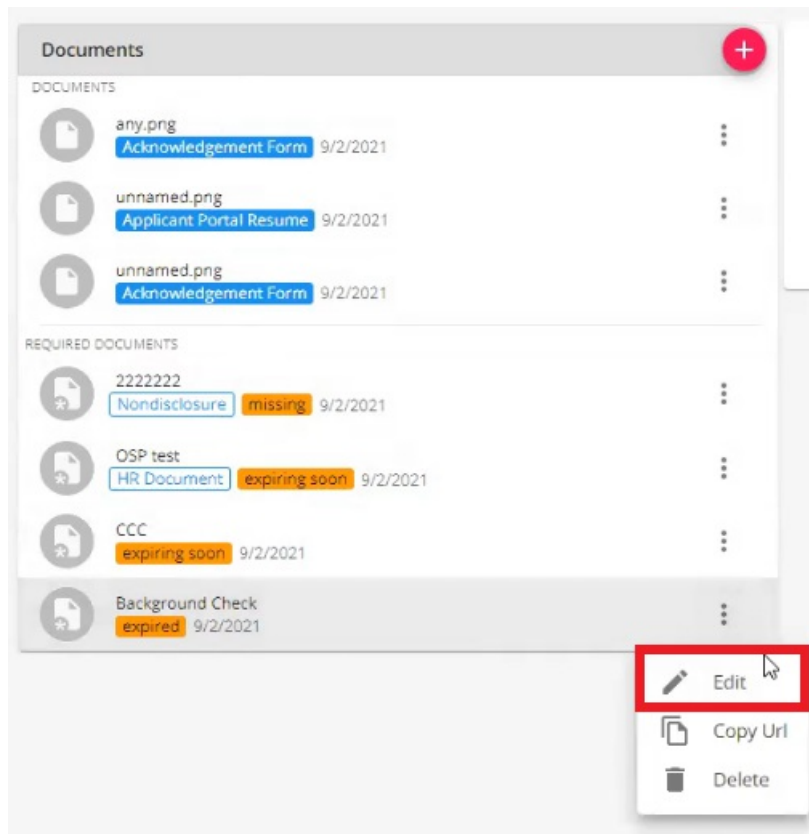 Documents
DOCUMENTS
any.png
Acknowledgement Form 9/2/2021
unnamed.png
Applicant Portal Resume 9/2/2021
unnamed.png
Acknowledgement Form 9/2/2021
REQUIRED DOCUMENTS
2222222
Nondisclosure missing 9/2/2021
OSP test
HR Document expiring soon 9/2/2021
CCC
expiring soon 9/2/2021
Background Check
expired 9/2/2021
Edit
Copy Url
Delete